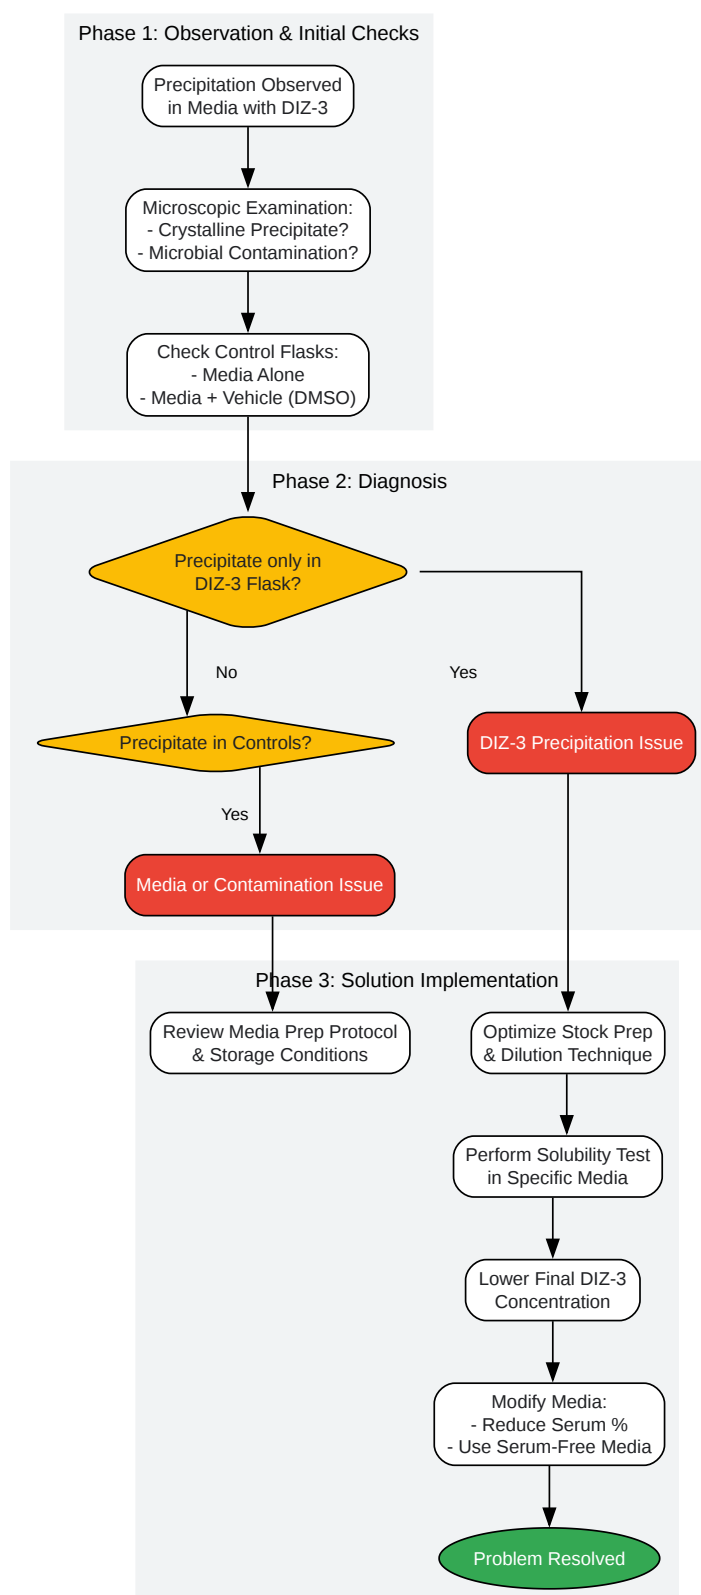 Phase 1: Observation & Initial Checks
Precipitation Observed
in Media with DIZ-3
Microscopic Examination:
- Crystalline Precipitate?
- Microbial Contamination?
Check Control Flasks:
- Media Alone
- Media + Vehicle (DMSO)
Phase 2: Diagnosis
Precipitate only in
DIZ-3 Flask?
No
Yes
Precipitate in Controls?
DIZ-3 Precipitation Issue
Yes
Media or Contamination Issue
Phase 3: Solution Implementation
Review Media Prep Protocol
& Storage Conditions
Optimize Stock Prep
& Dilution Technique
Perform Solubility Test
in Specific Media
Lower Final DIZ-3
Concentration
Modify Media:
- Reduce Serum %
- Use Serum-Free Media
Problem Resolved